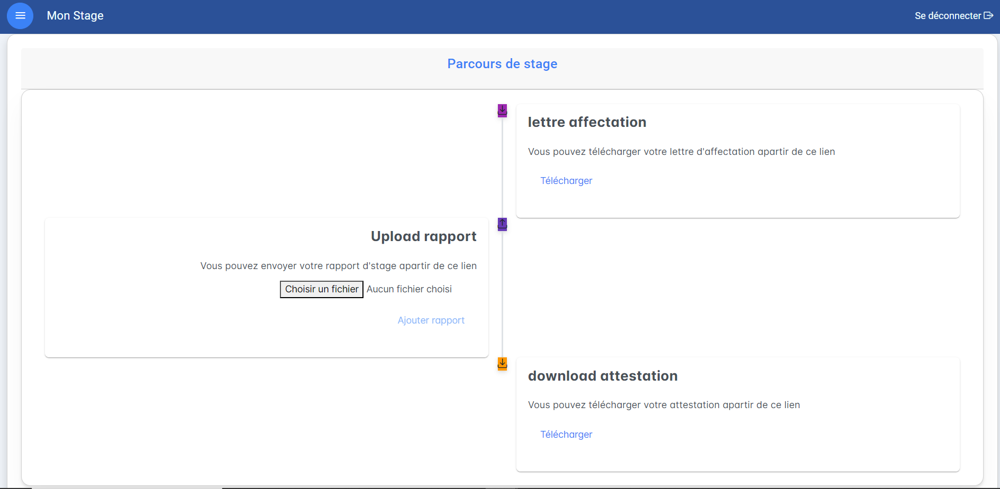 Mon Stage
Se déconnecter
Parcours de stage
lettre affectation
Vous pouvez télécharger votre lettre d'affectation apartir de ce lien
Télécharger
Upload rapport
Vous pouvez envoyer votre rapport d'stage apartir de ce lien
Choisir un fichier Aucun fichier choisi
Ajouter rapport
download attestation
Vous pouvez télécharger votre attestation apartir de ce lien
Télécharger